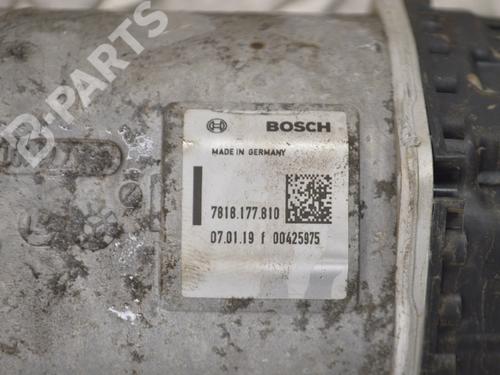 B-PARTS
BOSCH
MADE IN GERMANY
7818.177.810
07.01.19 f 00425975